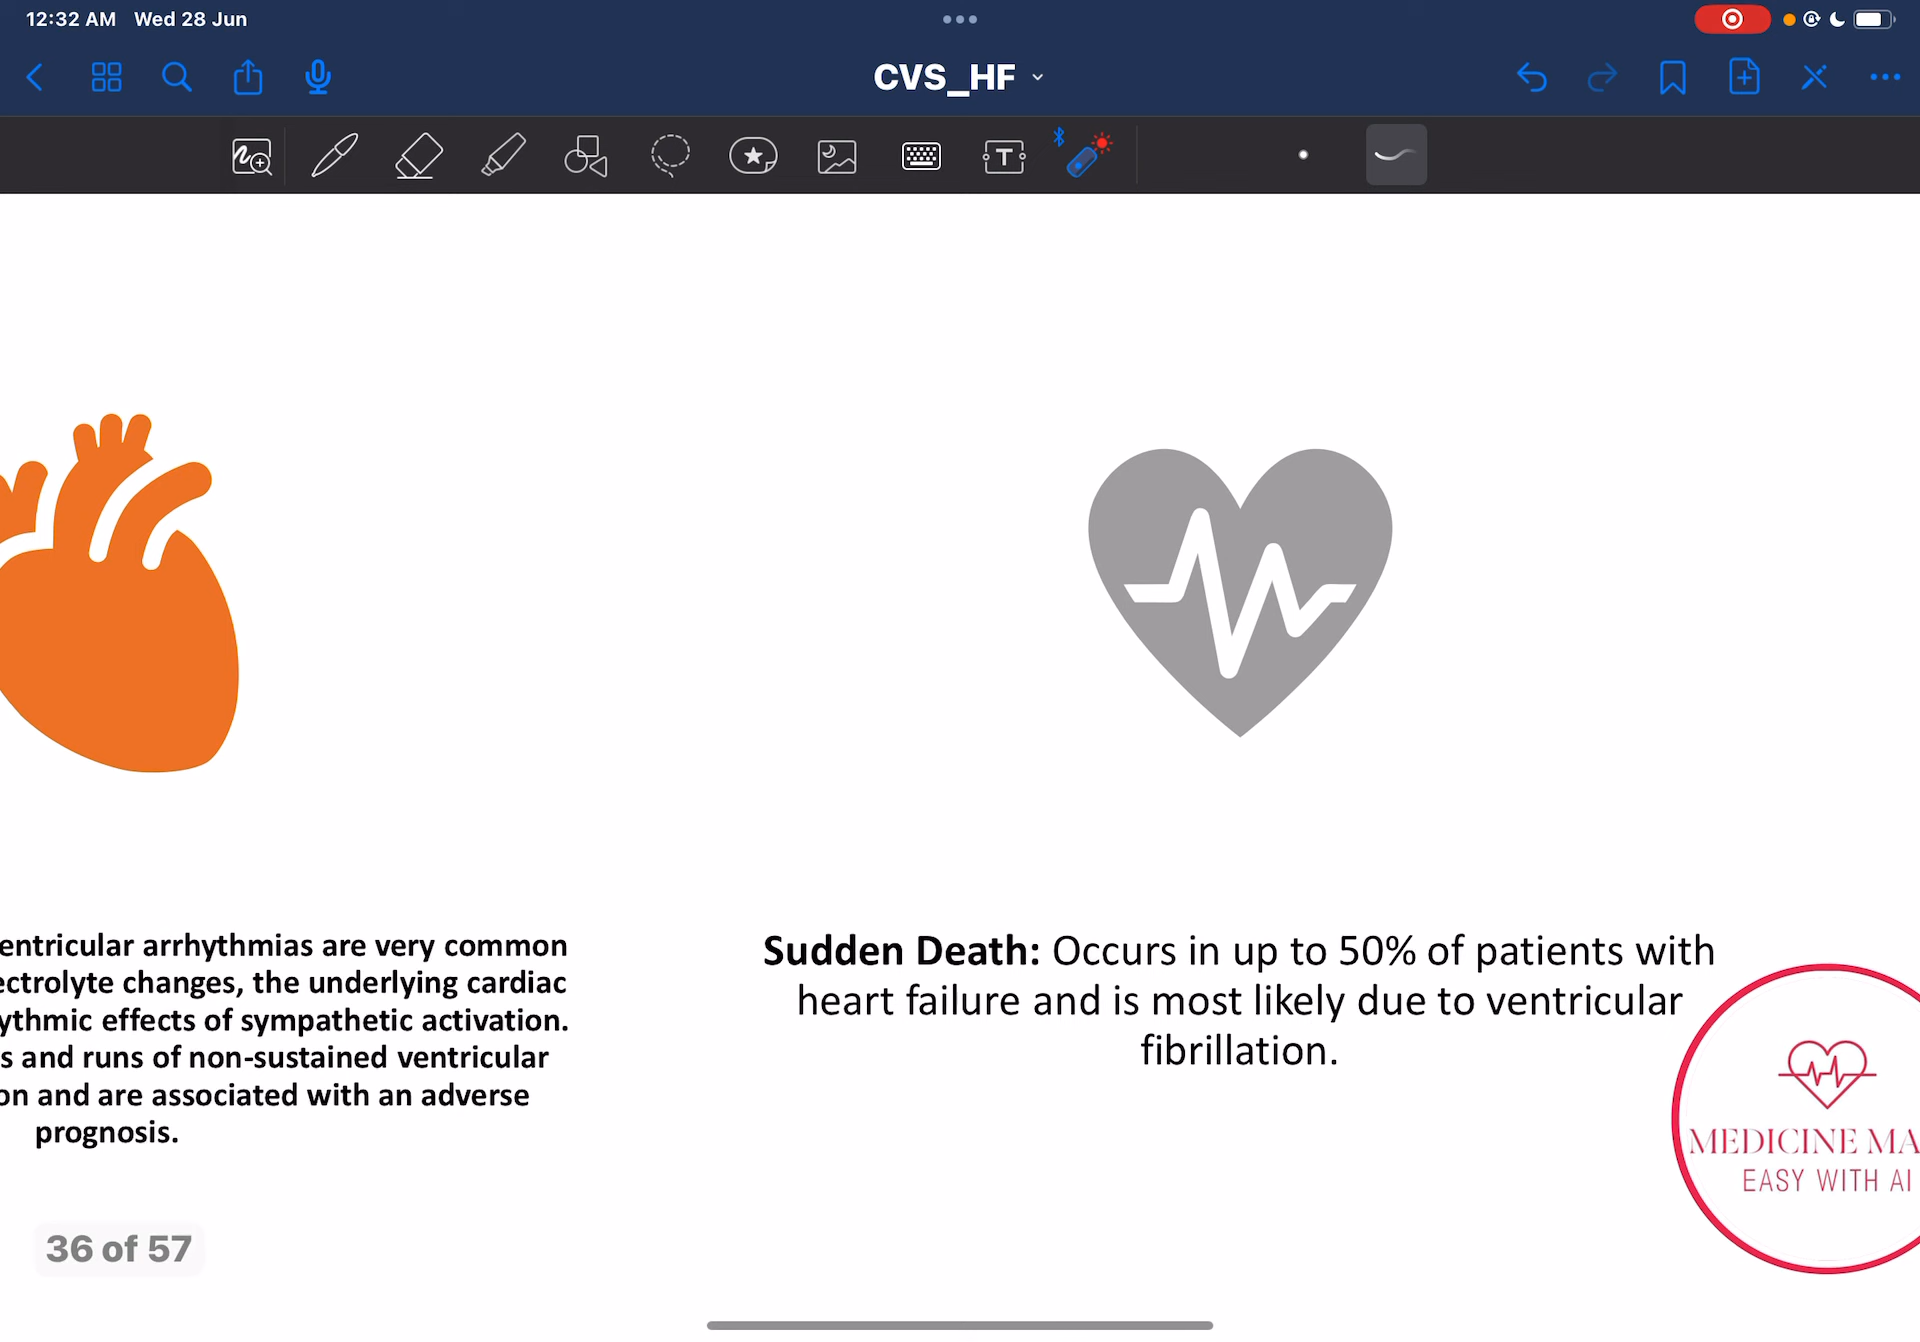 12:32 AM Wed 28 Jun
CVS_HF
T
entricular arrhythmias are very common
ectrolyte changes, the underlying cardiac
ythmic effects of sympathetic activation.
s and runs of non-sustained ventricular
on and are associated with an adverse
prognosis.
Sudden Death: Occurs in up to 50% of patients with
heart failure and is most likely due to ventricular
fibrillation.
MEDICINE MA
EASY WITH AI
36 of 57